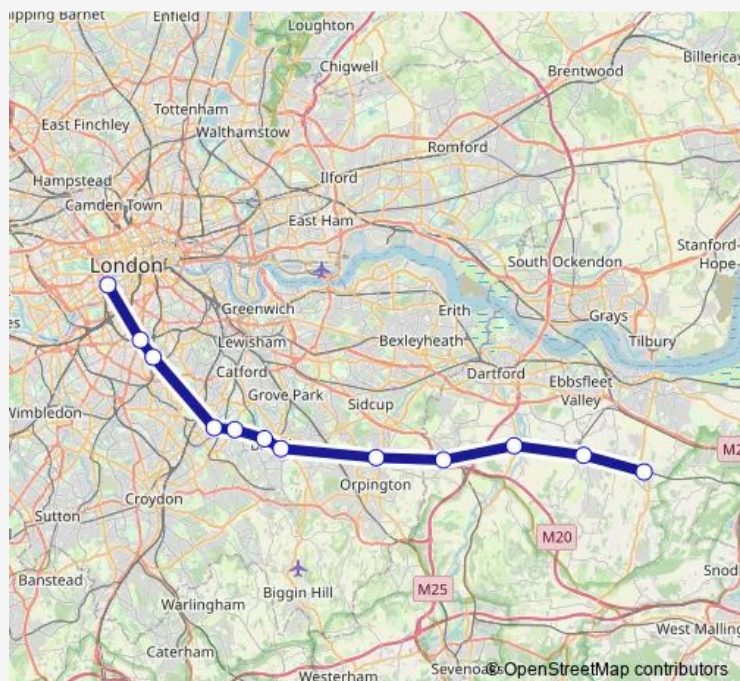 ipping Barnet
Enfield
Loughton
Chigwell
Brentwood
Billericay
Tottenham
East Finchley
Walthamstow
Romford
Hampstead
Ilford
Camden Town
East Ham
London
South Ockendon
Stanford-
Hope-
Greenwich
Erith
Grays
Lewisham
Bexleyheath
Tilbury
Catford
Dartford
Ebbsfleet
Valley
Grove Park
Sidcup
Wimbledon
M2
Orpington
Croydon
Sutton
M20
Biggin Hill
Snod
Banstead
M25
Warlingham
West Malling
Caterham
Westerham
Sevenoaks
© OpenStreetMap contributors